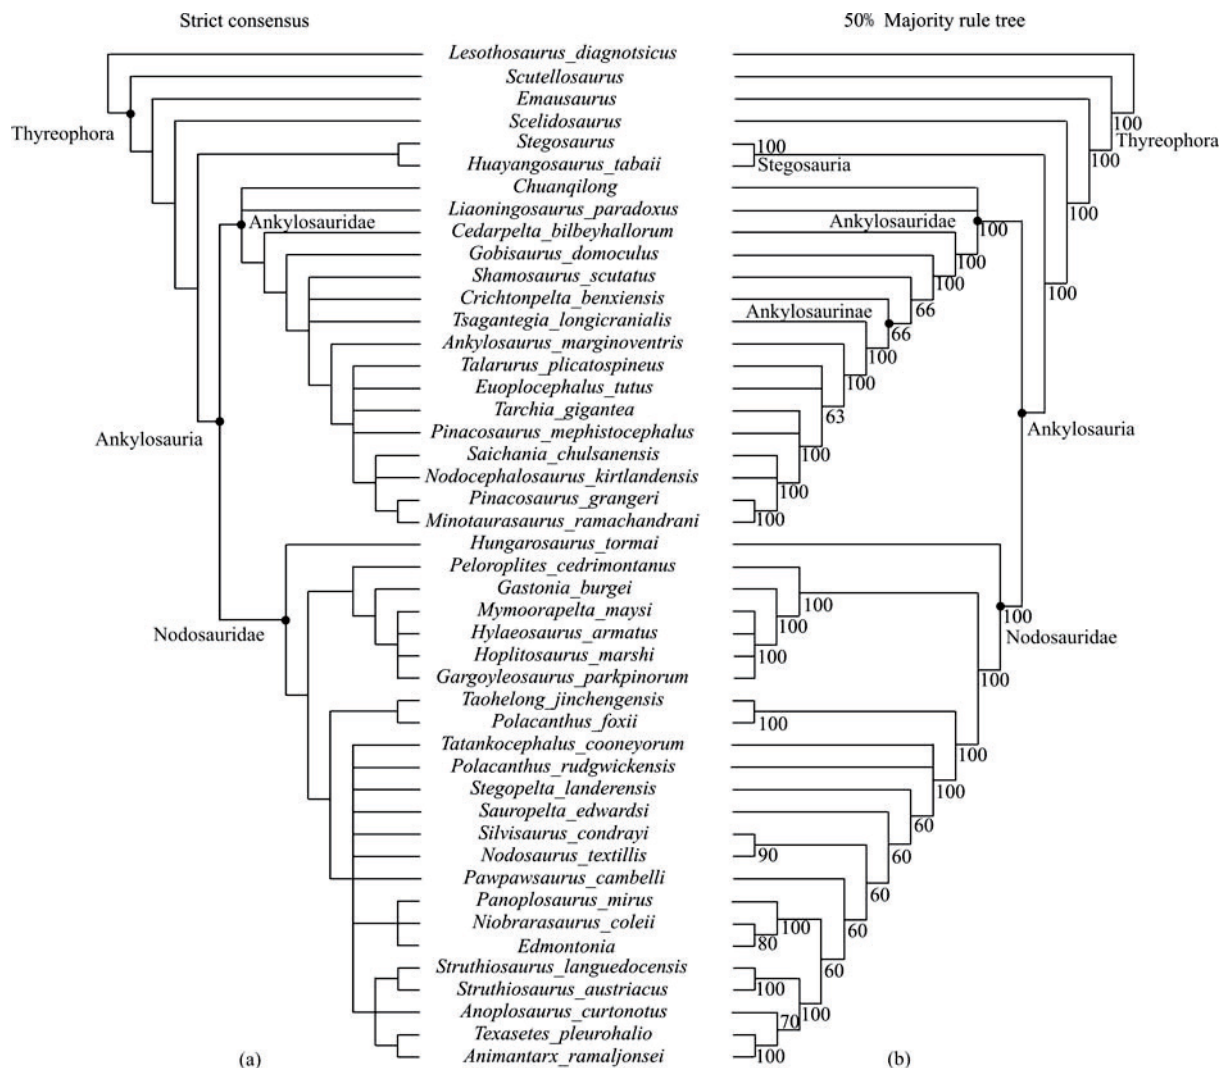 Strict consensus
50% Majority rule tree
Lesothosaurus_diagnotsicus
Scutellosaurus
Emausaurus
Scelidosaurus
100
Thyreophora
Thyreophora
Stegosaurus
100
100
Huayangosaurus_tabaii
Stegosauria
Chuanqilong
Liaoningosaurus_paradoxus
100
Ankylosauridae
Ankylosauridae
100
Cedarpelta_bilbeyhallorum
Gobisaurus_domoculus
100
Shamosaurus_scutatus
100
100
Crichtonpelta_benxiensis
66
Ankylosaurinae
Tsagantegia_longicranialis
66
Ankylosaurus_marginoventris
100
Talarurus_plicatospineus
Euoplocephalus_tutus
100
Tarchia_gigantea
63
Pinacosaurus_mephistocephalus
Ankylosauria
Ankylosauria
Saichania_chulsanensis
100
Nodocephalosaurus_kirtlandensis
100
Pinacosaurus_grangeri
Minotaurasaurus_ramachandrani
100
Hungarosaurus_tormai
Peloroplites_cedrimontanus
Gastonia_burgei
100
Mymoorapelta_maysi
100
100
Hylaeosaurus_armatus
Nodosauridae
Nodosauridae
Hoplitosaurus_marshi
100
Gargoyleosaurus_parkpinorum
100
Taohelong_jinchengensis
Polacanthus_foxii
100
Tatankocephalus_cooneyorum
100
Polacanthus_rudgwickensis
Stegopelta_landerensis
100
Sauropelta_edwardsi
60
Silvisaurus_condrayi
Nodosaurus_textillis
90
60
Pawpawsaurus_cambelli
60
Panoplosaurus_mirus
Niobrarasaurus_coleii
100
60
Edmontonia
80
Struthiosaurus_languedocensis
60
Struthiosaurus_austriacus
100
Anoplosaurus_curtonotus
100
70
Texasetes_pleurohalio
Animantarx_ramaljonsei
100
(a)
(b)